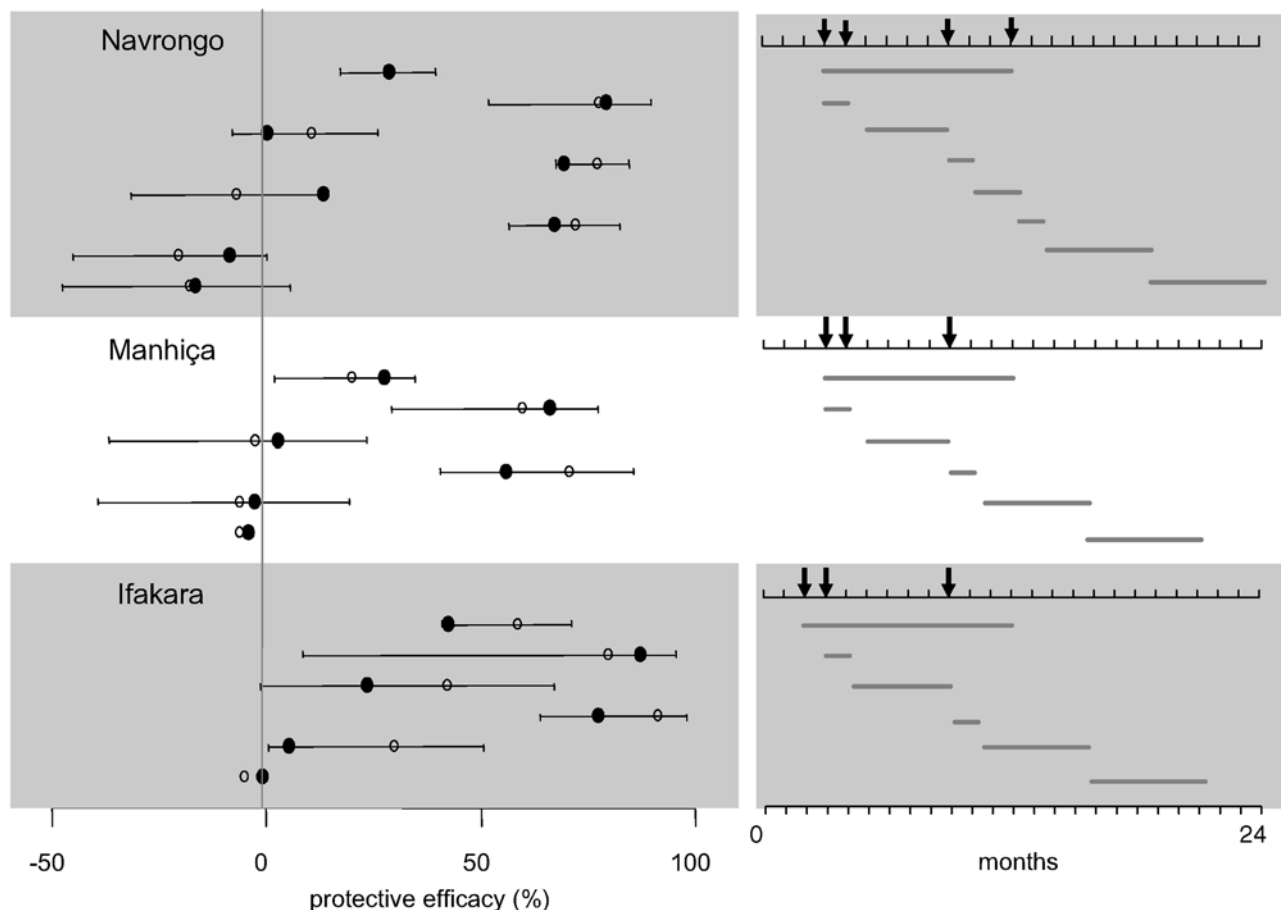 Navrongo
Manhiça
Ifakara
-50 0 50 100
protective efficacy (%)
0 24
months